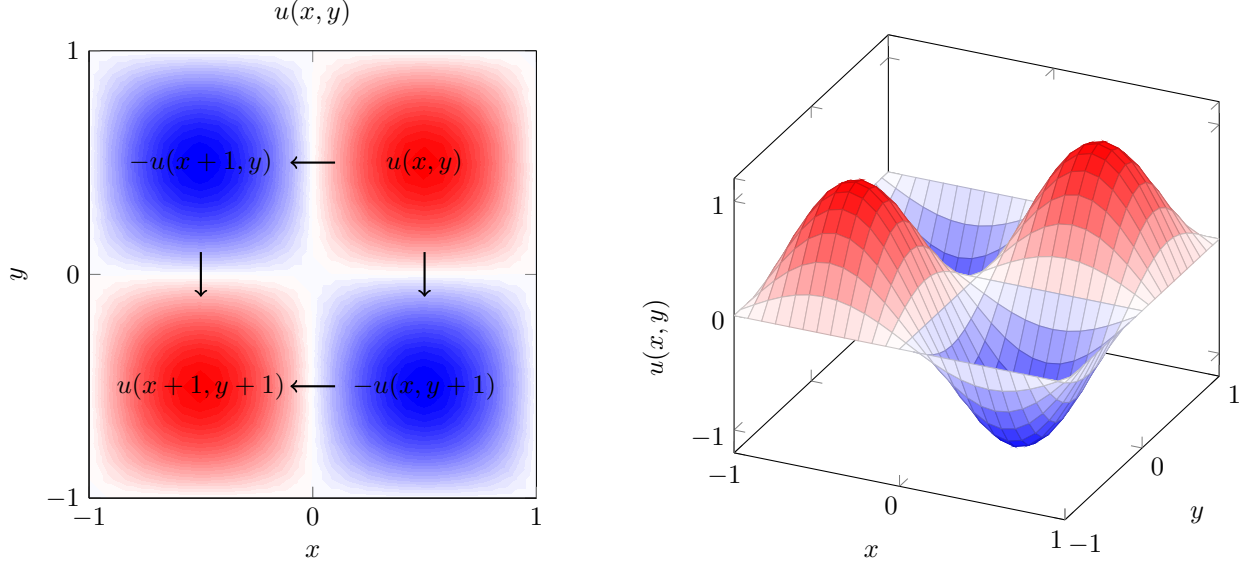 u(x, y)
1
−u(x + 1, y)
u(x, y)
y
0
u(x + 1, y + 1)
−u(x, y + 1)
−1
−1
0
1
x
1
u(x, y)
0
−1
−1
0
1
x
−1
0
1
y